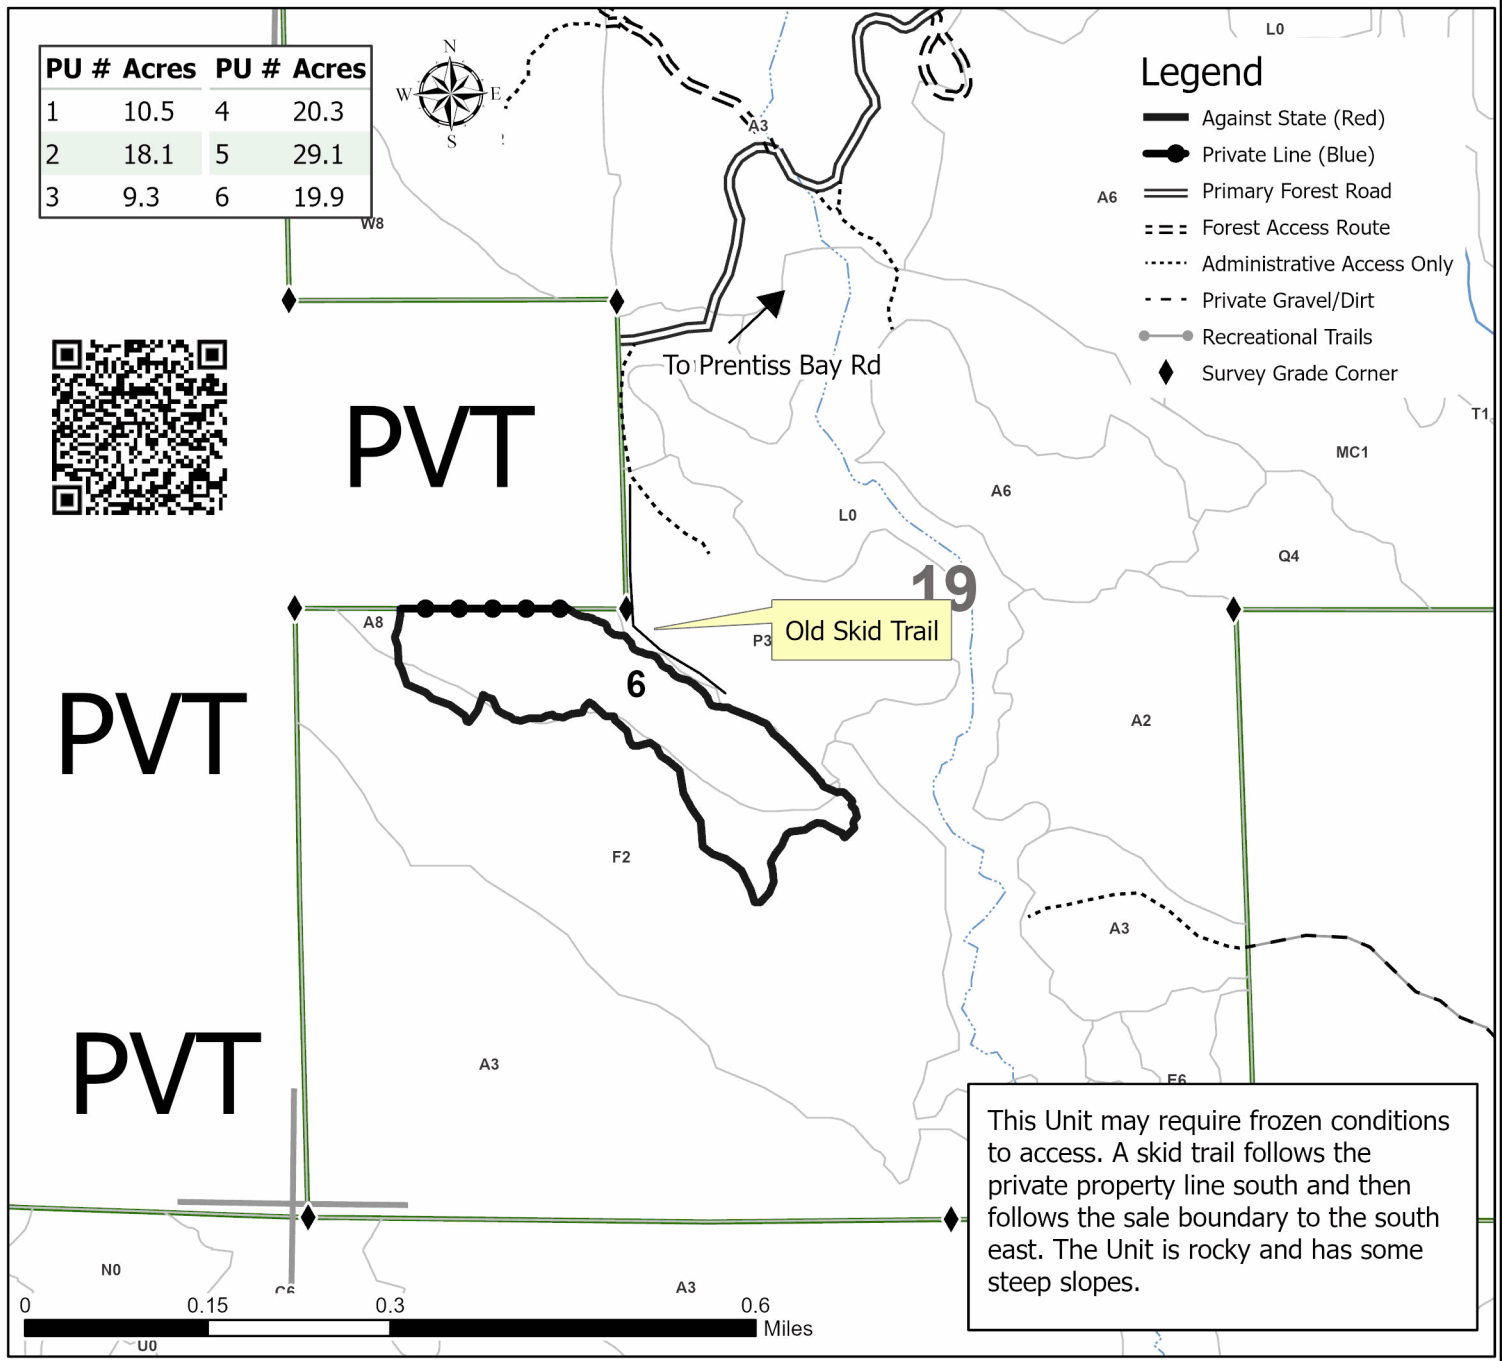 PU # Acres PU # Acres
1 10.5 4 20.3
2 18.1 5 29.1
3 9.3 6 19.9
N
W E
S
Legend
Against State (Red)
Private Line (Blue)
Primary Forest Road
Forest Access Route
Administrative Access Only
Private Gravel/Dirt
Recreational Trails
Survey Grade Corner
L0
A3
A6
W8
To Prentiss Bay Rd
T1
PVT
MC1
A6
L0
Q4
19
A8
Old Skid Trail
P3
6
A2
PVT
F2
A3
A3
PVT
E6
This Unit may require frozen conditions
to access. A skid trail follows the
private property line south and then
follows the sale boundary to the south
east. The Unit is rocky and has some
steep slopes.
N0
C6
A3
0 0.15 0.3 0.6
Miles
U0